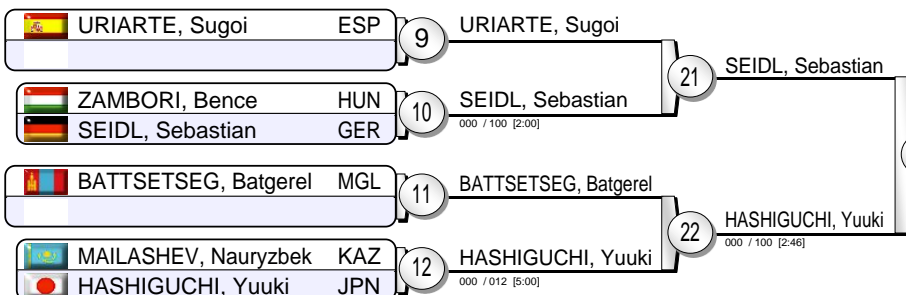 URIARTE, Sugoi ESP
9
URIARTE, Sugoi
ZAMBORI, Bence HUN
SEIDL, Sebastian GER
10
SEIDL, Sebastian
000 / 100 [2:00]
21
SEIDL, Sebastian
BATTSETSEG, Batgerel MGL
11
BATTSETSEG, Batgerel
MAILASHEV, Nauryzbek KAZ
HASHIGUCHI, Yuuki JPN
12
HASHIGUCHI, Yuuki
000 / 012 [5:00]
22
HASHIGUCHI, Yuuki
000 / 100 [2:46]